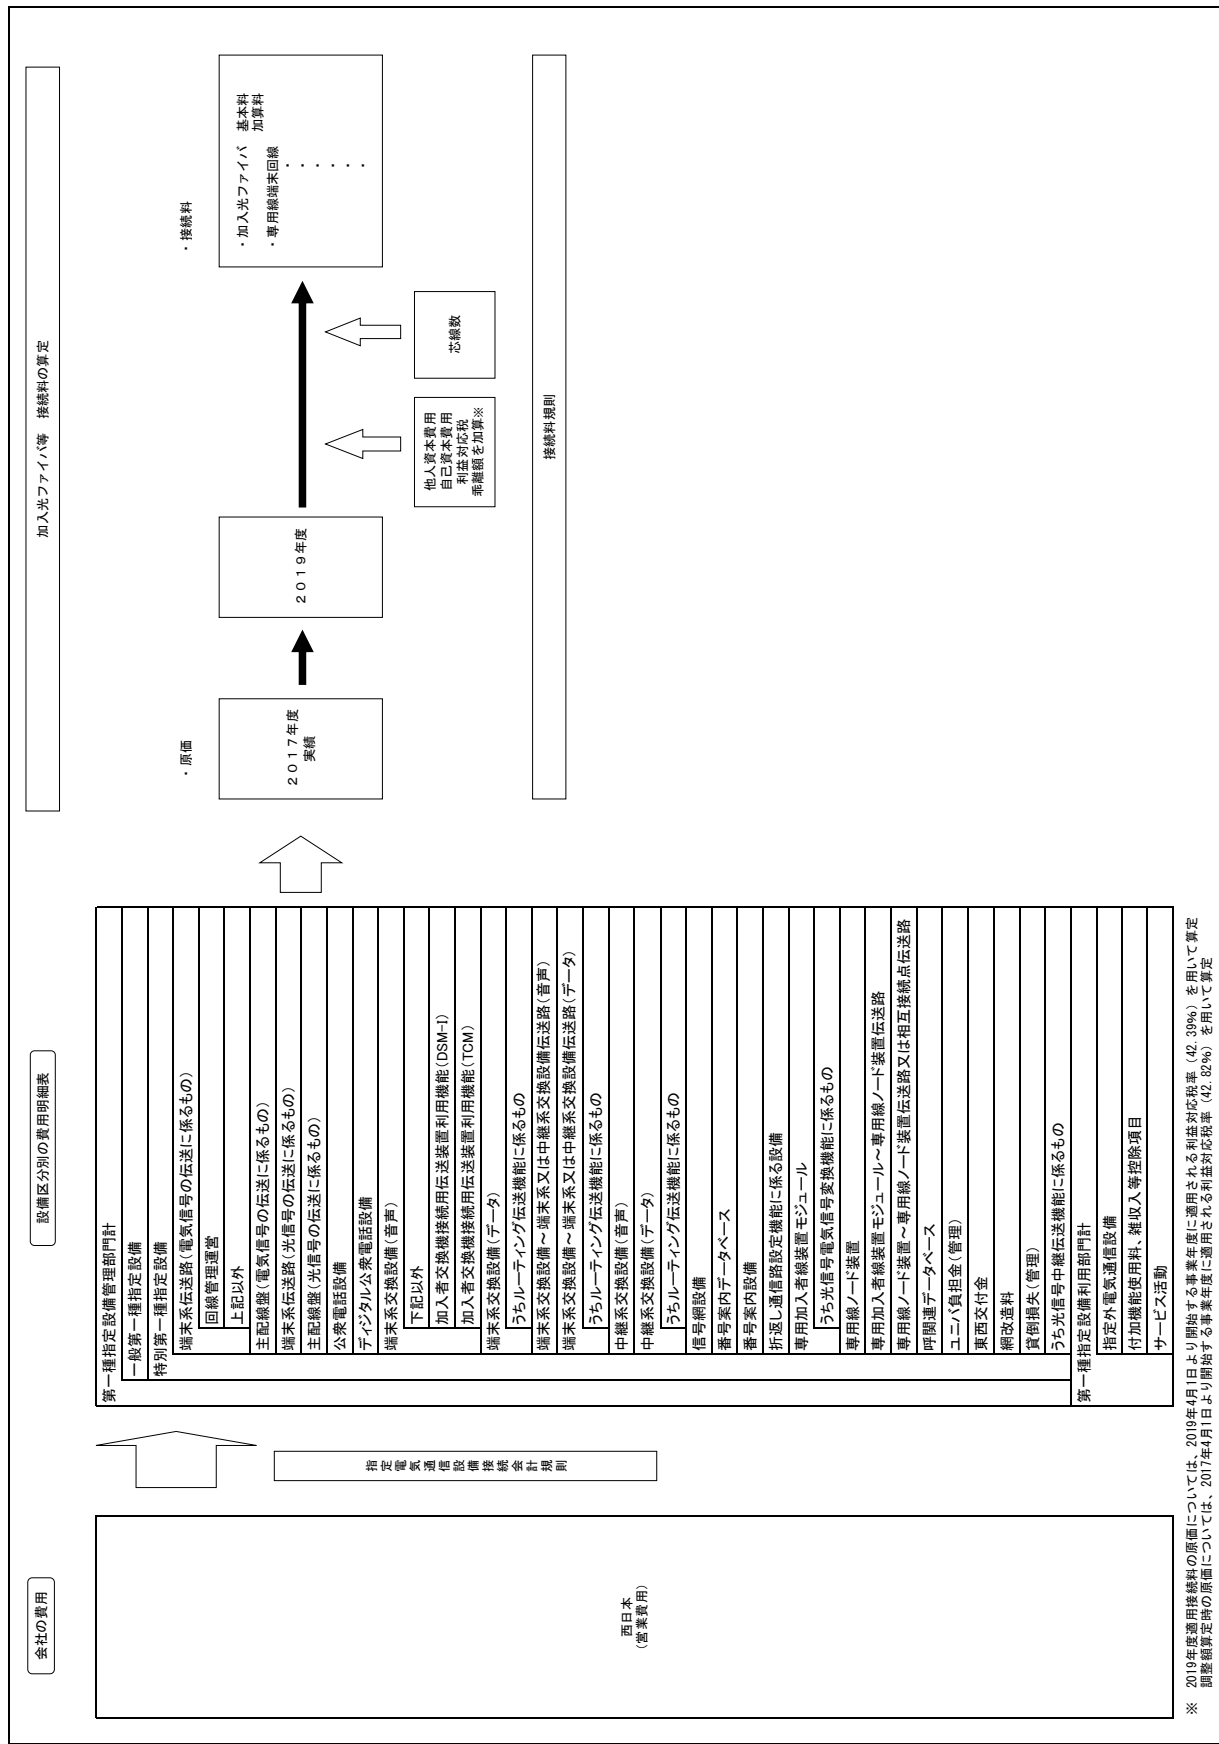 会社の費用
西日本
(営業費用)
指定電気通信設備接続会計規則
設備区分別の費用明細表
第一種指定設備管理部門計
一般第一種指定設備
特別第一種指定設備
端末系伝送路(電気信号の伝送に係るもの)
回線管理運営
上記以外
主配線盤(電気信号の伝送に係るもの)
端末系伝送路(光信号の伝送に係るもの)
主配線盤(光信号の伝送に係るもの)
公衆電話設備
ディジタル公衆電話設備
端末系交換設備(音声)
下記以外
加入者交換機接続用伝送装置利用機能(DSM-I)
加入者交換機接続用伝送装置利用機能(TCM)
端末系交換設備(データ)
うちルーティング伝送機能に係るもの
端末系交換設備～端末系又は中継系交換設備伝送路(音声)
端末系交換設備～端末系又は中継系交換設備伝送路(データ)
うちルーティング伝送機能に係るもの
中継系交換設備(音声)
中継系交換設備(データ)
うちルーティング伝送機能に係るもの
信号網設備
番号案内データベース
番号案内設備
折返し通信路設定機能に係る設備
専用加入者線装置モジュール
うち光信号電気信号変換機能に係るもの
専用線ノード装置
専用加入者線装置モジュール～専用線ノード装置伝送路
専用線ノード装置～専用線ノード装置伝送路又は相互接続点伝送路
呼関連データベース
ユニバ負担金(管理)
東西交付金
網改造料
貸倒損失(管理)
うち光信号中継伝送機能に係るもの
第一種指定設備利用部門計
指定外電気通信設備
付加機能使用料、雑収入等控除項目
サービス活動
加入光ファイバ等 接続料の算定
・原価
2017年度
実績
2019年度
他人資本費用
自己資本費用
利益対応税
乖離額を加算※
芯線数
・接続料
・加入光ファイバ 基本料
加算料
・専用線端末回線
・
・
・
・
・
・
接続料規則
※ 2019年度適用接続料の原価については、2019年4月1日より開始する事業年度に適用される利益対応税率(42.39%)を用いて算定
調整額算定時の原価については、2017年4月1日より開始する事業年度に適用される利益対応税率(42.82%)を用いて算定